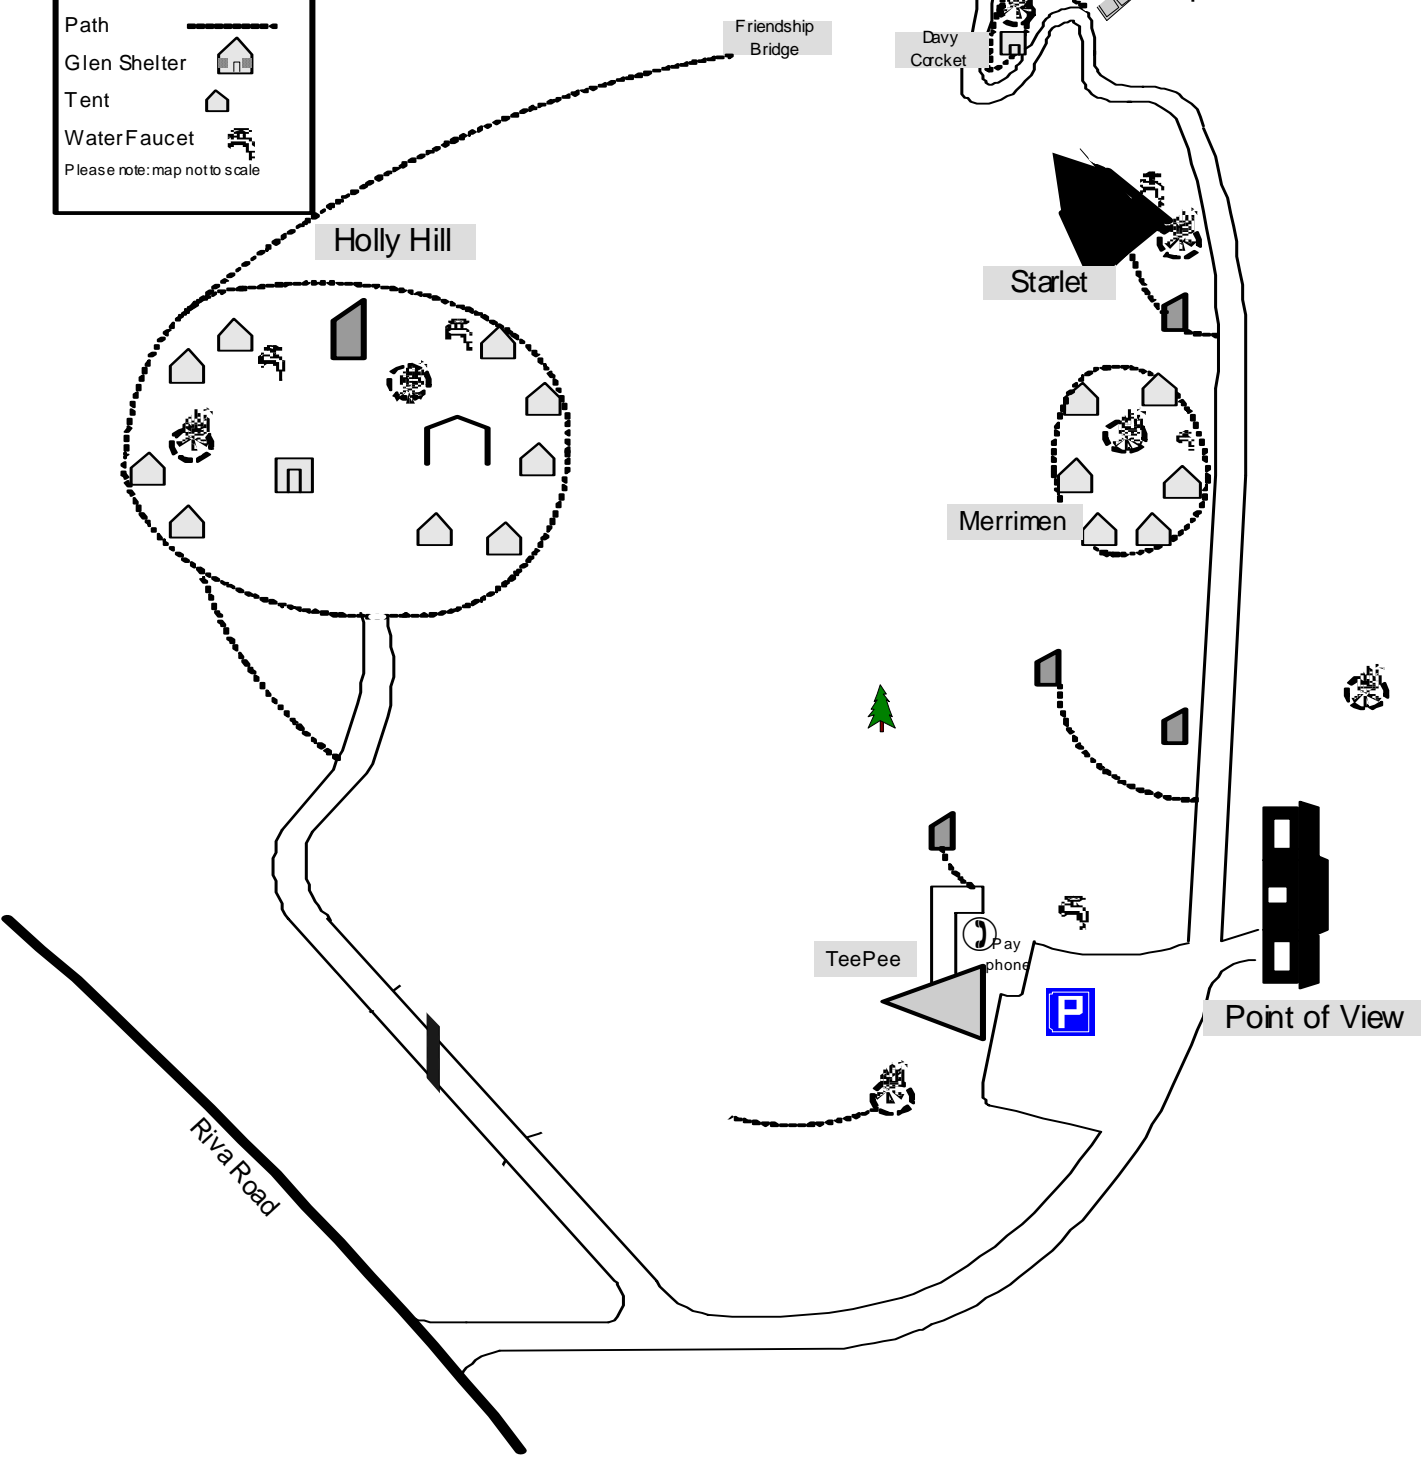 Path
Glen Shelter
Tent
Water Faucet
Please note: map not to scale
Friendship
Bridge
Davy
Corcket
Holly Hill
Starlet
Merrimen
TeePee
Pay
phone
P
Point of View
Riva Road